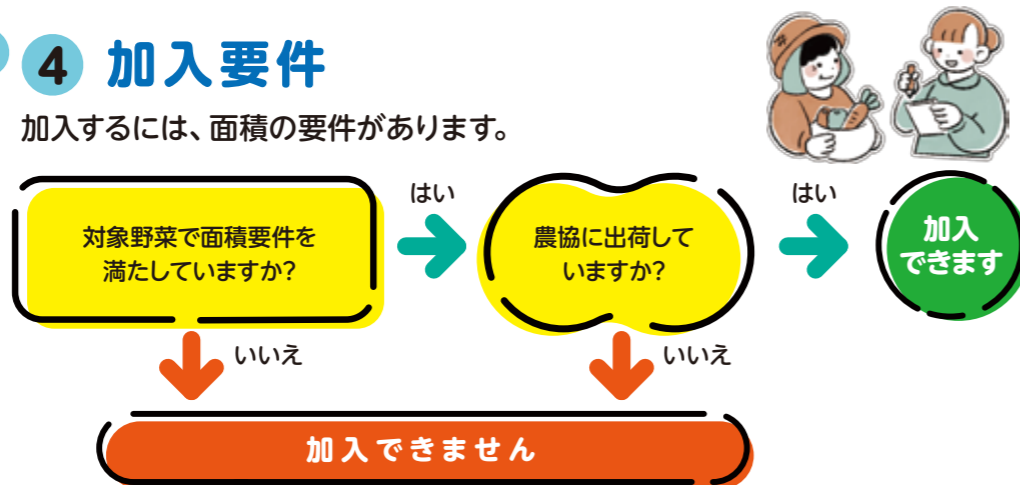 4 加入要件
加入するには、面積の要件があります。
対象野菜で面積要件を
満たしていますか?
はい
農協に出荷して
いますか?
はい
加入
できます
いいえ
いいえ
加入できません